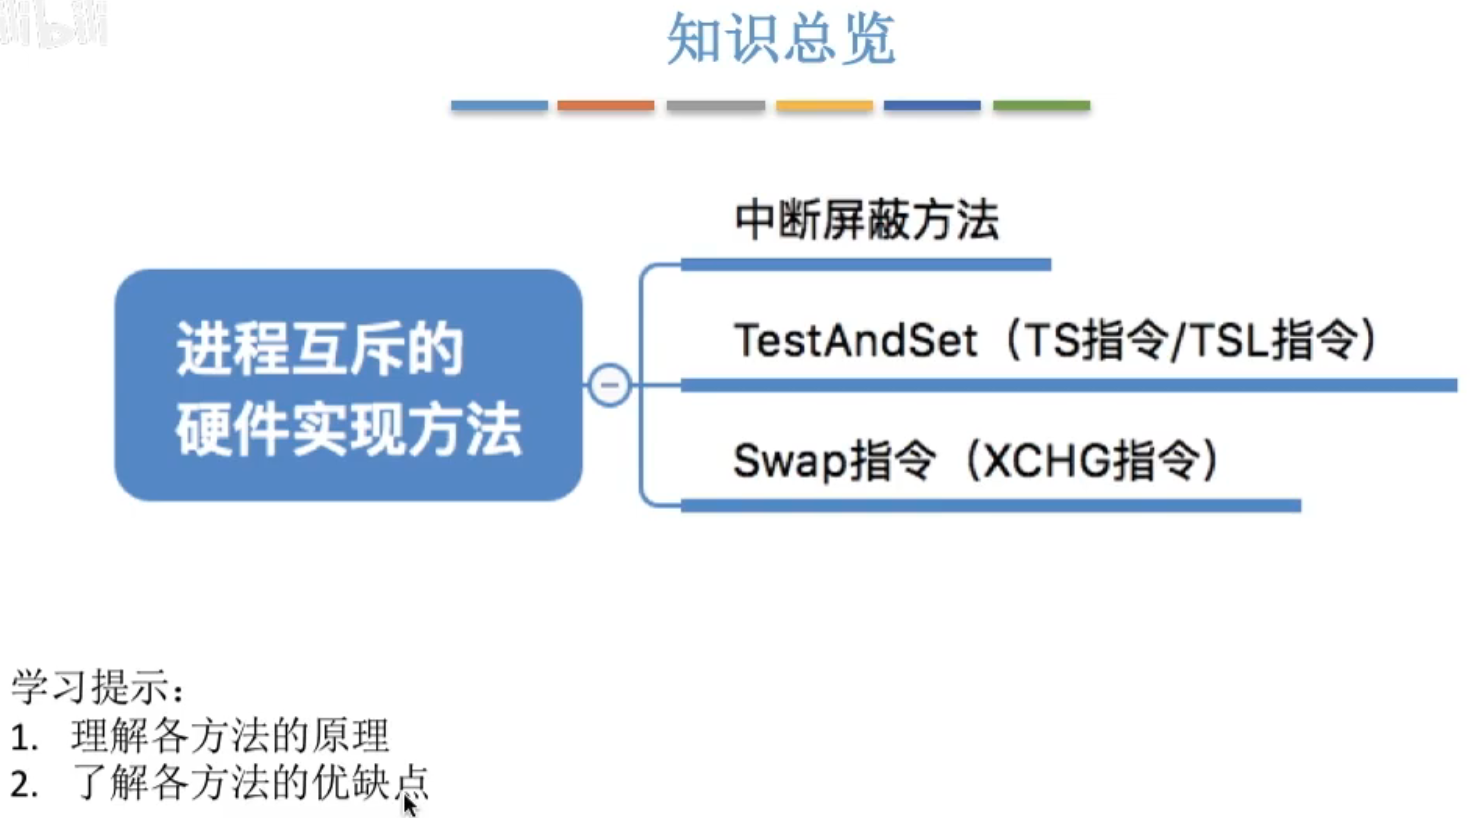 知识总览
中断屏蔽方法
进程互斥的
硬件实现方法
TestAndSet（TS指令/TSL指令）
Swap指令（XCHG指令）
学习提示：
1. 理解各方法的原理
2. 了解各方法的优缺点